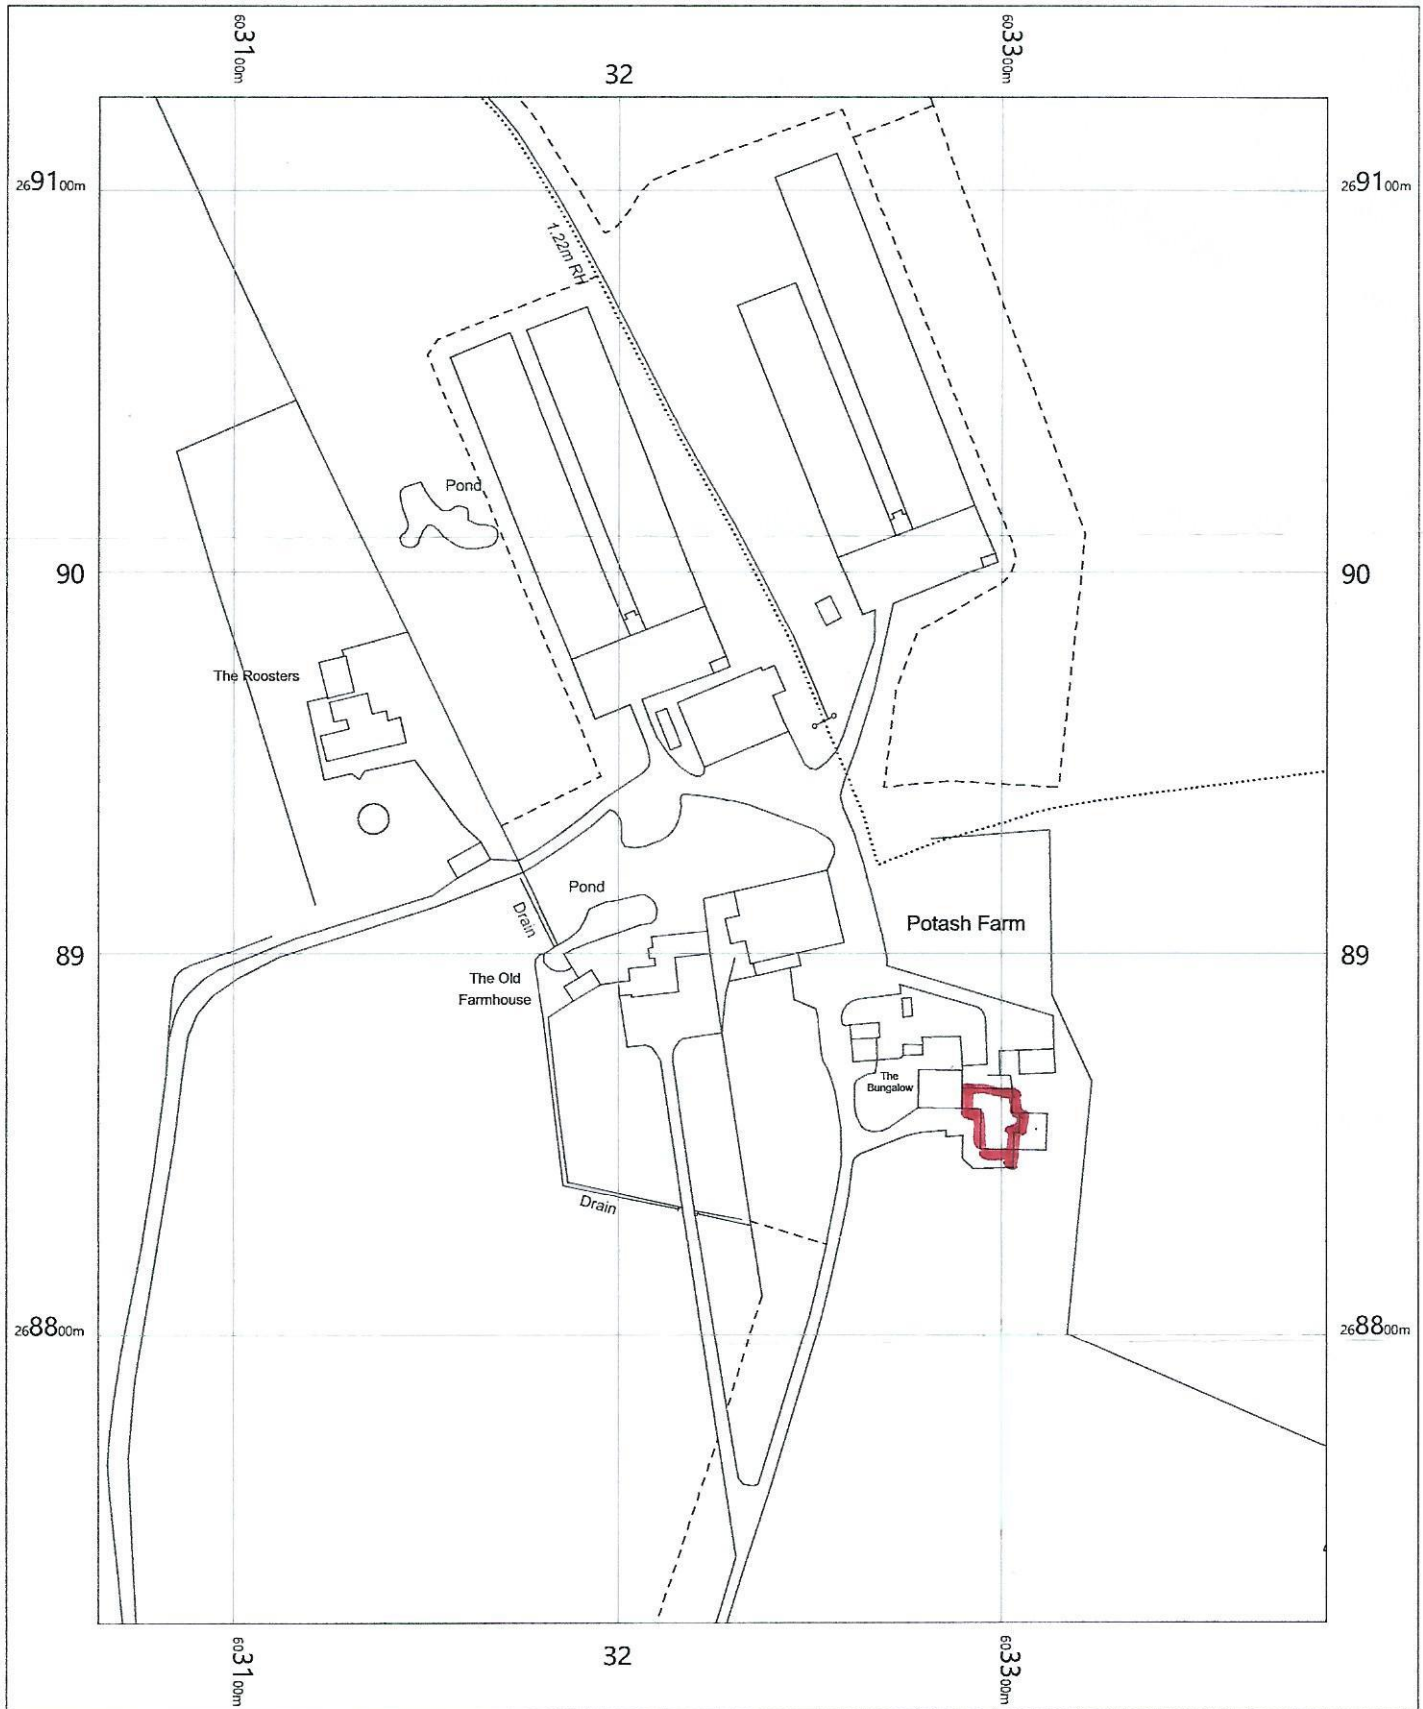 603100m
32
603300m
269100m
269100m
1.22m RH
Pond
90
90
The Roosters
Pond
Drain
Potash Farm
89
89
The Old
Farmhouse
The
Bungalow
Drain
268800m
268800m
603100m
32
603300m